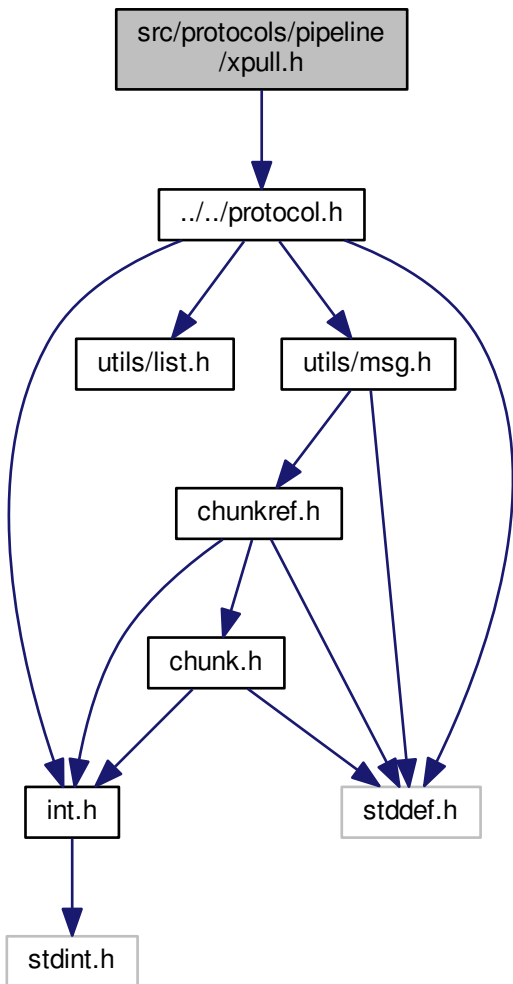 src/protocols/pipeline
/xpull.h
../../protocol.h
utils/list.h
utils/msg.h
chunkref.h
chunk.h
int.h
stddef.h
stdint.h